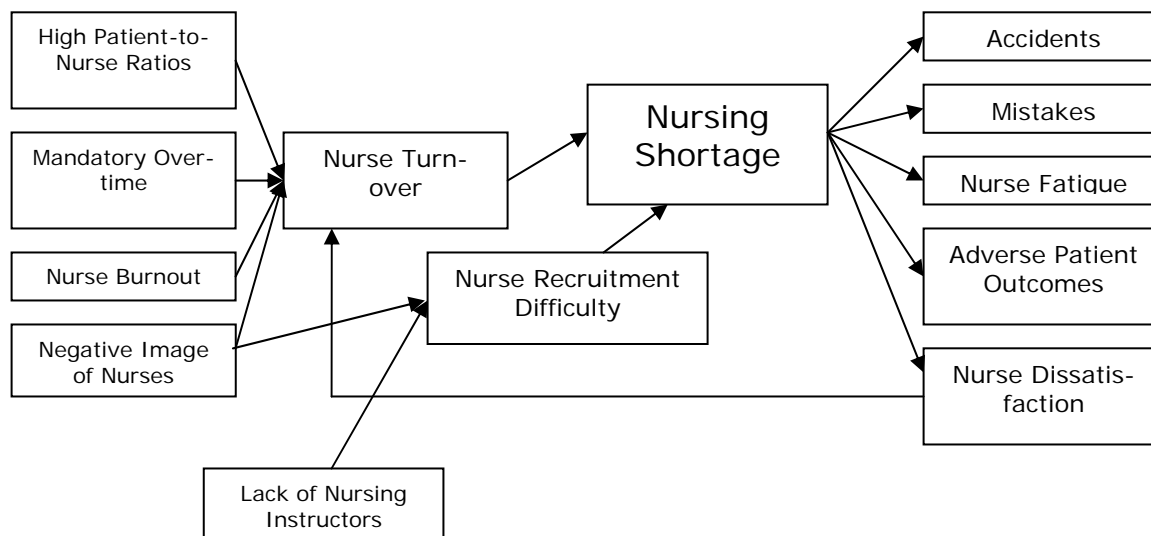 High Patient-to-
Nurse Ratios
Mandatory Over-
time
Nurse Burnout
Negative Image
of Nurses
Nurse Turn-
over
Nursing
Shortage
Nurse Recruitment
Difficulty
Lack of Nursing
Instructors
Accidents
Mistakes
Nurse Fatique
Adverse Patient
Outcomes
Nurse Dissatis-
faction